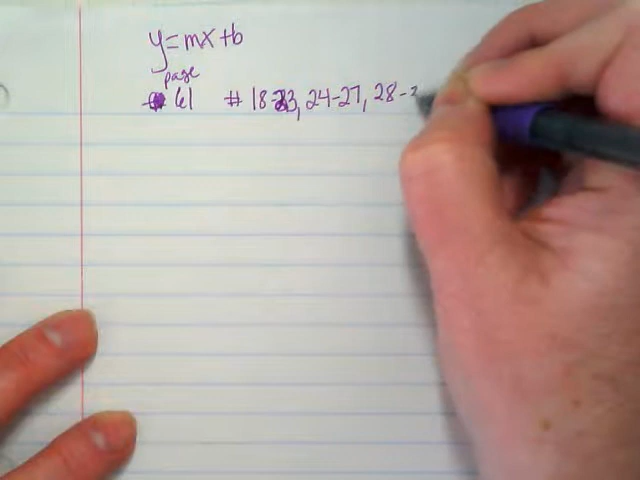 y=mx+b
page
61 # 18-23, 24-27, 28-